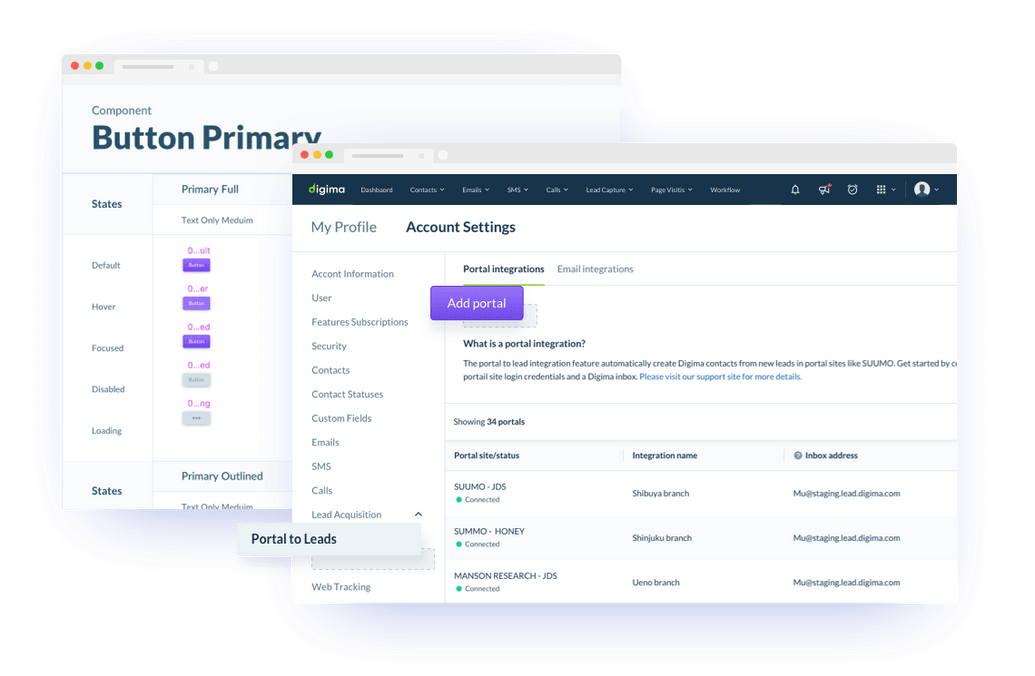 Component
Button Primary
States
Primary Full
Text Only Meduim
Default
0...ult
Button
Hover
0...er
Button
Focused
0...ed
Button
Disabled
0...ed
Button
Loading
0...ng
States
Primary Outlined
Text Only Meduim
digima
Dashbaord
Contacts
Emails
SMS
Calls
Lead Capture
Page Visitis
Workflow
My Profile
Account Settings
Accont Information
User
Features Subscriptions
Security
Contacts
Contact Statuses
Custom Fields
Emails
SMS
Calls
Lead Acquisition
Portal to Leads
Web Tracking
Portal integrations
Email integrations
Add portal
What is a portal integration?
The portal to lead integration feature automatically create Digima contacts from new leads in portal sites like SUUMO. Get started by
portail site login credentials and a Digima inbox. Please visit our support site for more details.
Showing 34 portals
Portal site/status
Integration name
Inbox address
SUUMO - JDS
Connected
Shibuya branch
Mu@staging.lead.digima.com
SUMMO - HONEY
Connected
Shinjuku branch
Mu@staging.lead.digima.com
MANSON RESEARCH - JDS
Connected
Ueno branch
Mu@staging.lead.digima.com